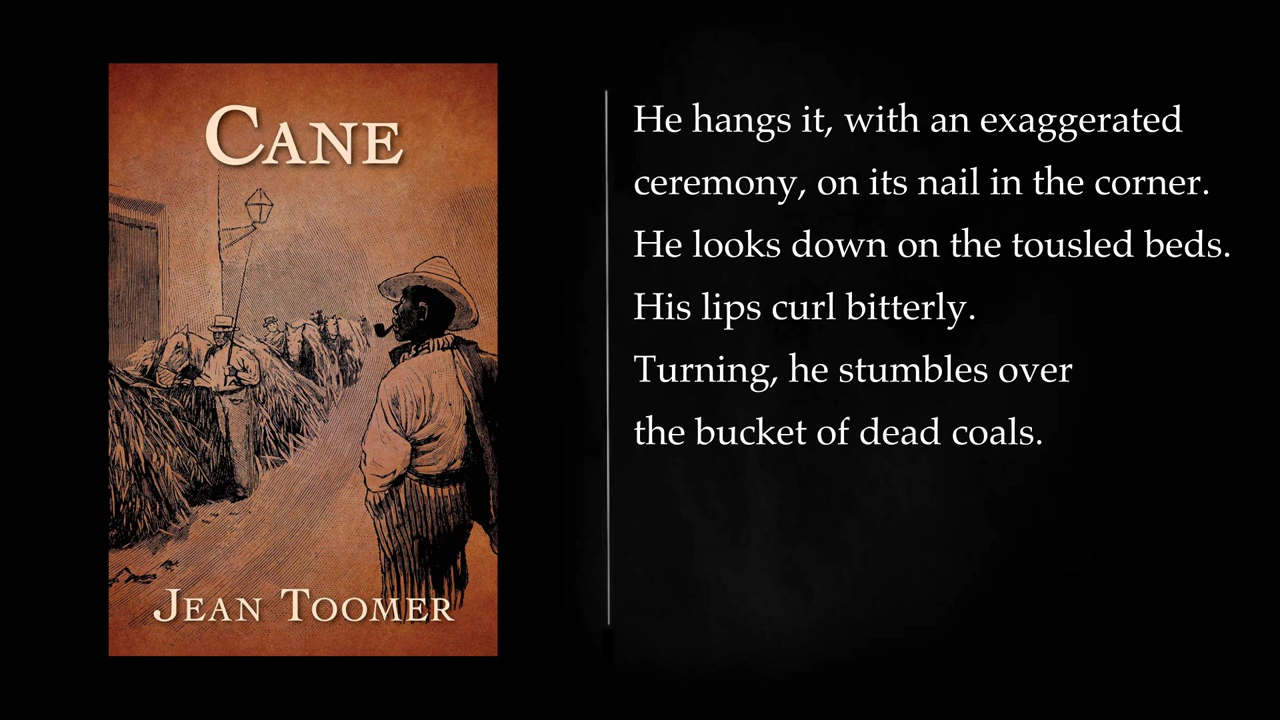 CANE
JEAN TOOMER
He hangs it, with an exaggerated
ceremony, on its nail in the corner.
He looks down on the tousled beds.
His lips curl bitterly.
Turning, he stumbles over
the bucket of dead coals.